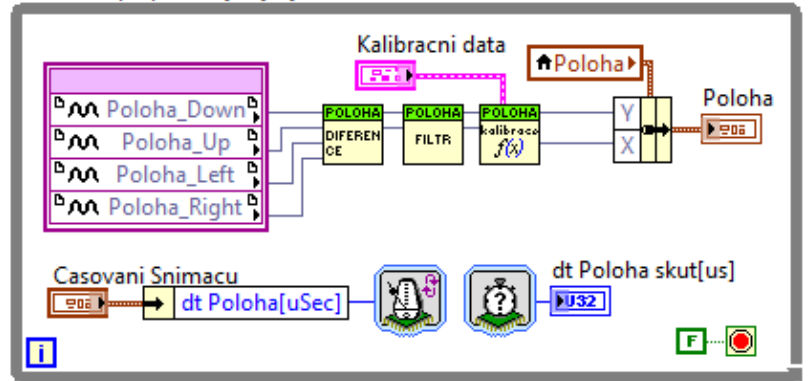 Kalibracni data
Poloha
Poloha
Poloha_Down
Poloha_Up
Poloha_Left
Poloha_Right
POLOHA
DIFEREN
CE
POLOHA
FILTR
POLOHA
kalibrace
f(x)
Y
X
Casovani Snimacu
dt Poloha[uSec]
dt Poloha skut[us]
U32
i
F